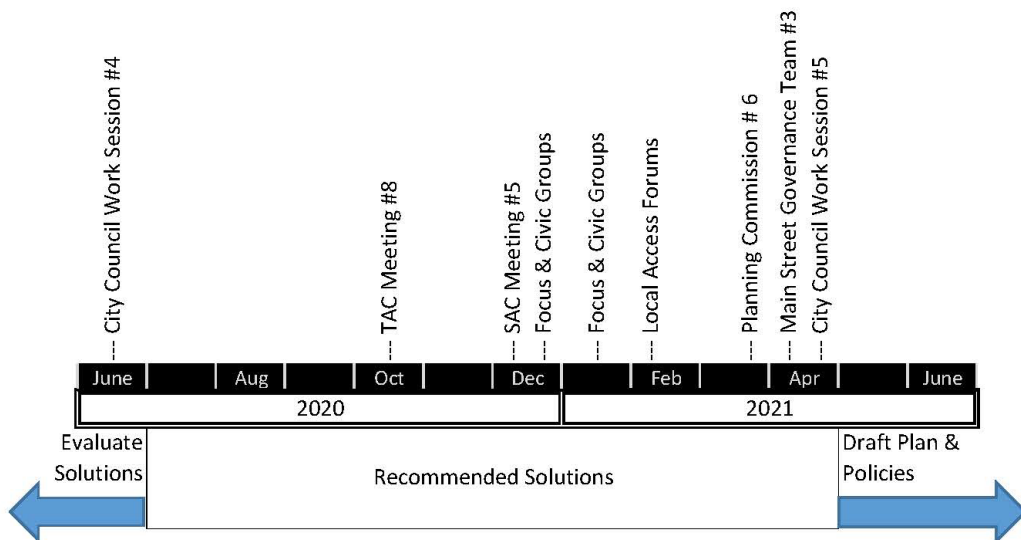 City Council Work Session #4
TAC Meeting #8
SAC Meeting #5
Focus & Civic Groups
Focus & Civic Groups
Local Access Forums
Planning Commission # 6
Main Street Governance Team #3
City Council Work Session #5
June
Aug
Oct
Dec
Feb
Apr
June
2020
2021
Evaluate
Solutions
Recommended Solutions
Draft Plan &
Policies